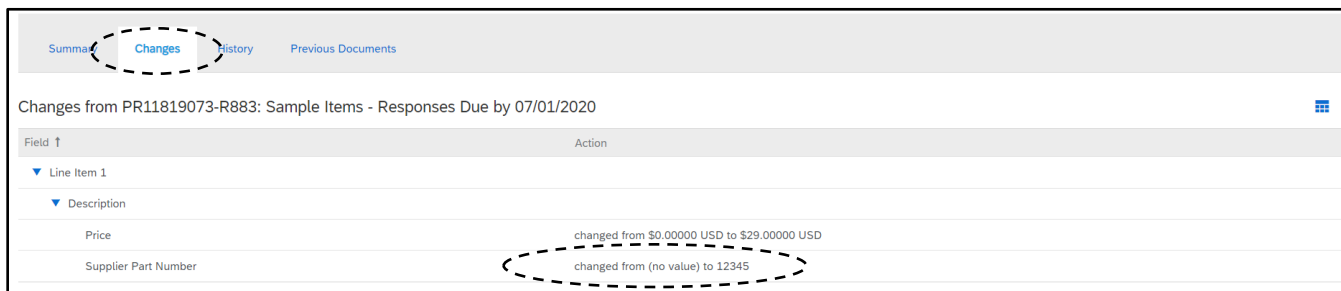 Summary Changes History Previous Documents
Changes from PR11819073-R883: Sample Items - Responses Due by 07/01/2020
Field ↑ Action
Line Item 1
Description
Price changed from $0.00000 USD to $29.00000 USD
Supplier Part Number changed from (no value) to 12345